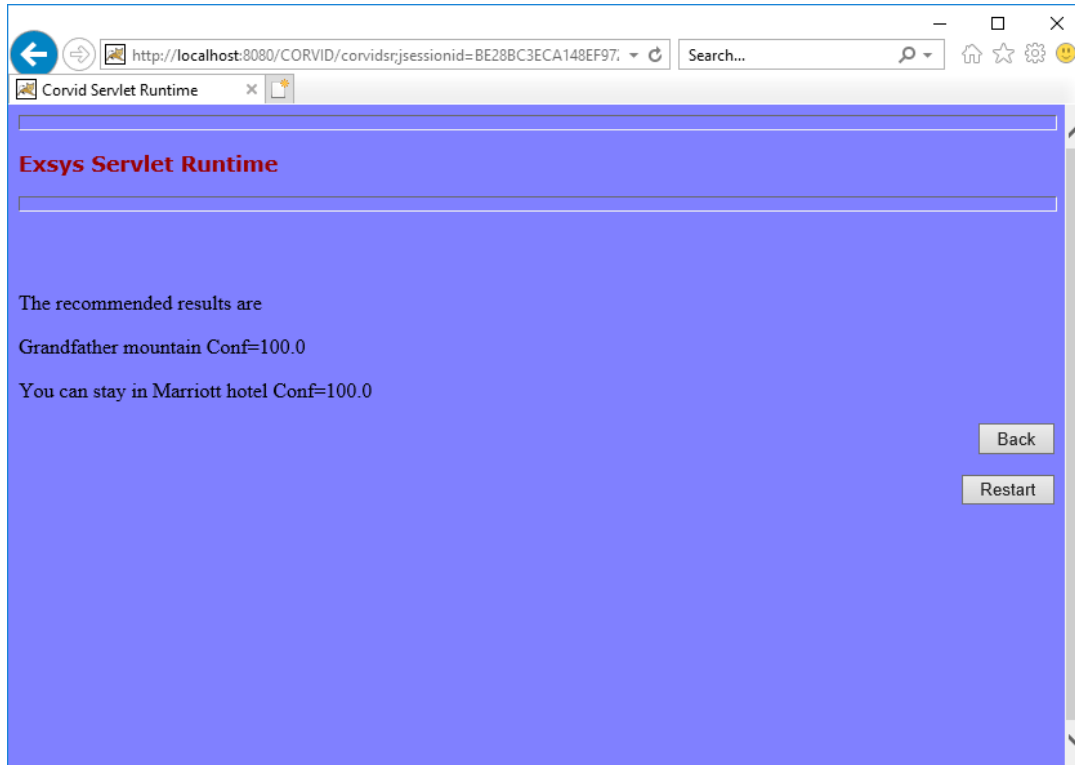 http://localhost:8080/CORVID/corvidsr;jsessionid=BE28BC3ECA148EF97
Search...
Corvid Servlet Runtime
Exsys Servlet Runtime
The recommended results are
Grandfather mountain Conf=100.0
You can stay in Marriott hotel Conf=100.0
Back
Restart